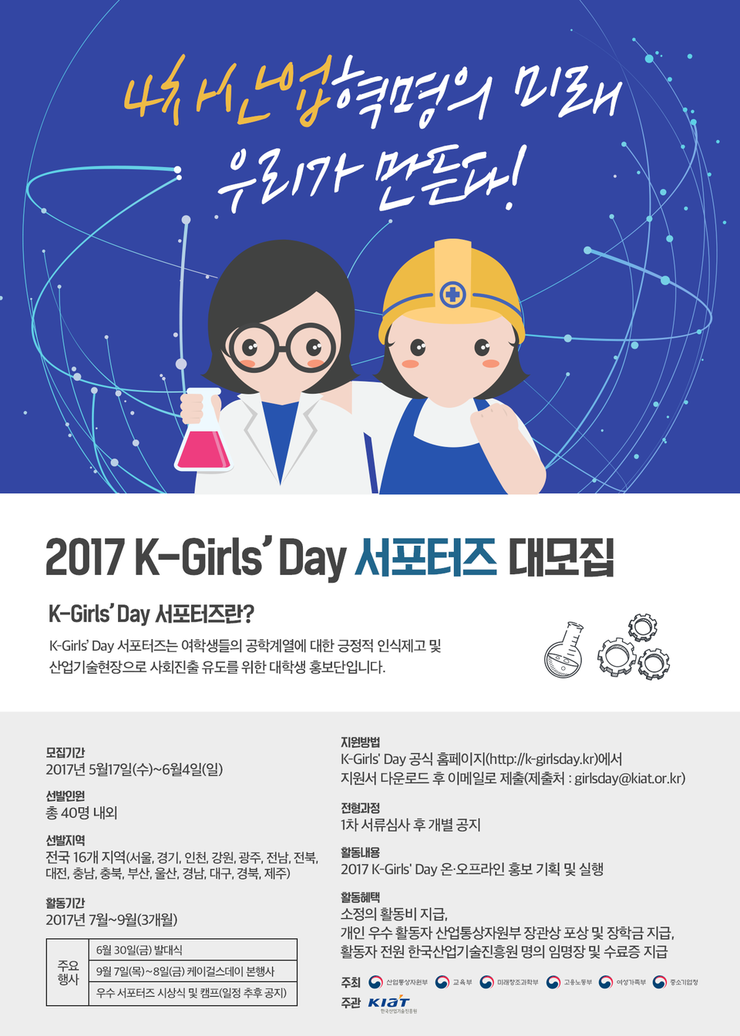 4차산업혁명의 미래
우리가 만든다!
2017 K-Girls' Day 서포터즈 대모집
K-Girls' Day 서포터즈란?
K-Girls' Day 서포터즈는 여학생들의 공학계열에 대한 긍정적 인식제고 및
산업기술현장으로 사회진출 유도를 위한 대학생 홍보단입니다.
모집기간
2017년 5월17일(수)~6월4일(일)
선발인원
총 40명 내외
선발지역
전국 16개 지역(서울, 경기, 인천, 강원, 광주, 전남, 전북,
대전, 충남, 충북, 부산, 울산, 경남, 대구, 경북, 제주)
활동기간
2017년 7월~9월(3개월)
주요
행사
6월 30일(금) 발대식
9월 7일(목)~8일(금) 케이걸스데이 본행사
우수 서포터즈 시상식 및 캠프(일정 추후 공지)
지원방법
K-Girls' Day 공식 홈페이지(http://k-girlsday.kr)에서
지원서 다운로드 후 이메일로 제출(제출처 : girlsday@kiat.or.kr)
전형과정
1차 서류심사 후 개별 공지
활동내용
2017 K-Girls' Day 온·오프라인 홍보 기획 및 실행
활동혜택
소정의 활동비 지급,
개인 우수 활동자 산업통상자원부 장관상 포상 및 장학금 지급,
활동자 전원 한국산업기술진흥원 명의 임명장 및 수료증 지급
주최 산업통상자원부 교육부 미래창조과학부 고용노동부 여성가족부 중소기업청
주관 KIAT
한국산업기술진흥원